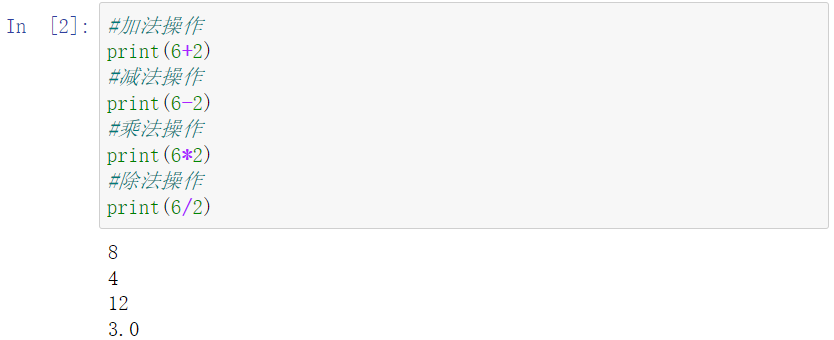 In [2]: #加法操作
print(6+2)
#减法操作
print(6-2)
#乘法操作
print(6*2)
#除法操作
print(6/2)
8
4
12
3.0